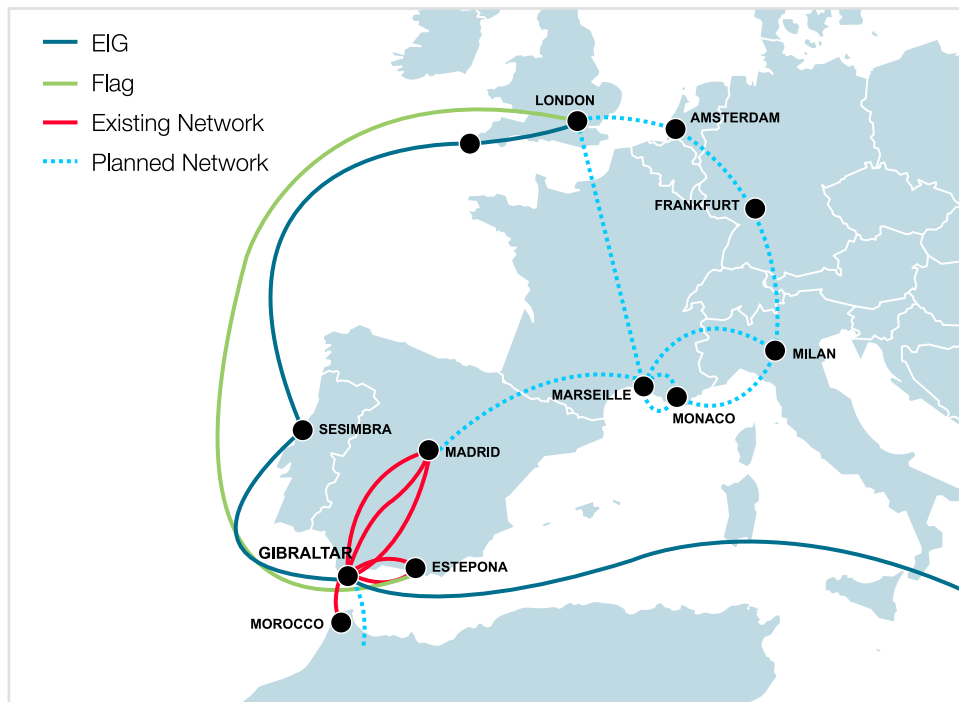 EIG
Flag
Existing Network
Planned Network
LONDON
AMSTERDAM
FRANKFURT
MILAN
MARSEILLE
MONACO
SESIMBRA
MADRID
GIBRALTAR
ESTEPONA
MOROCCO